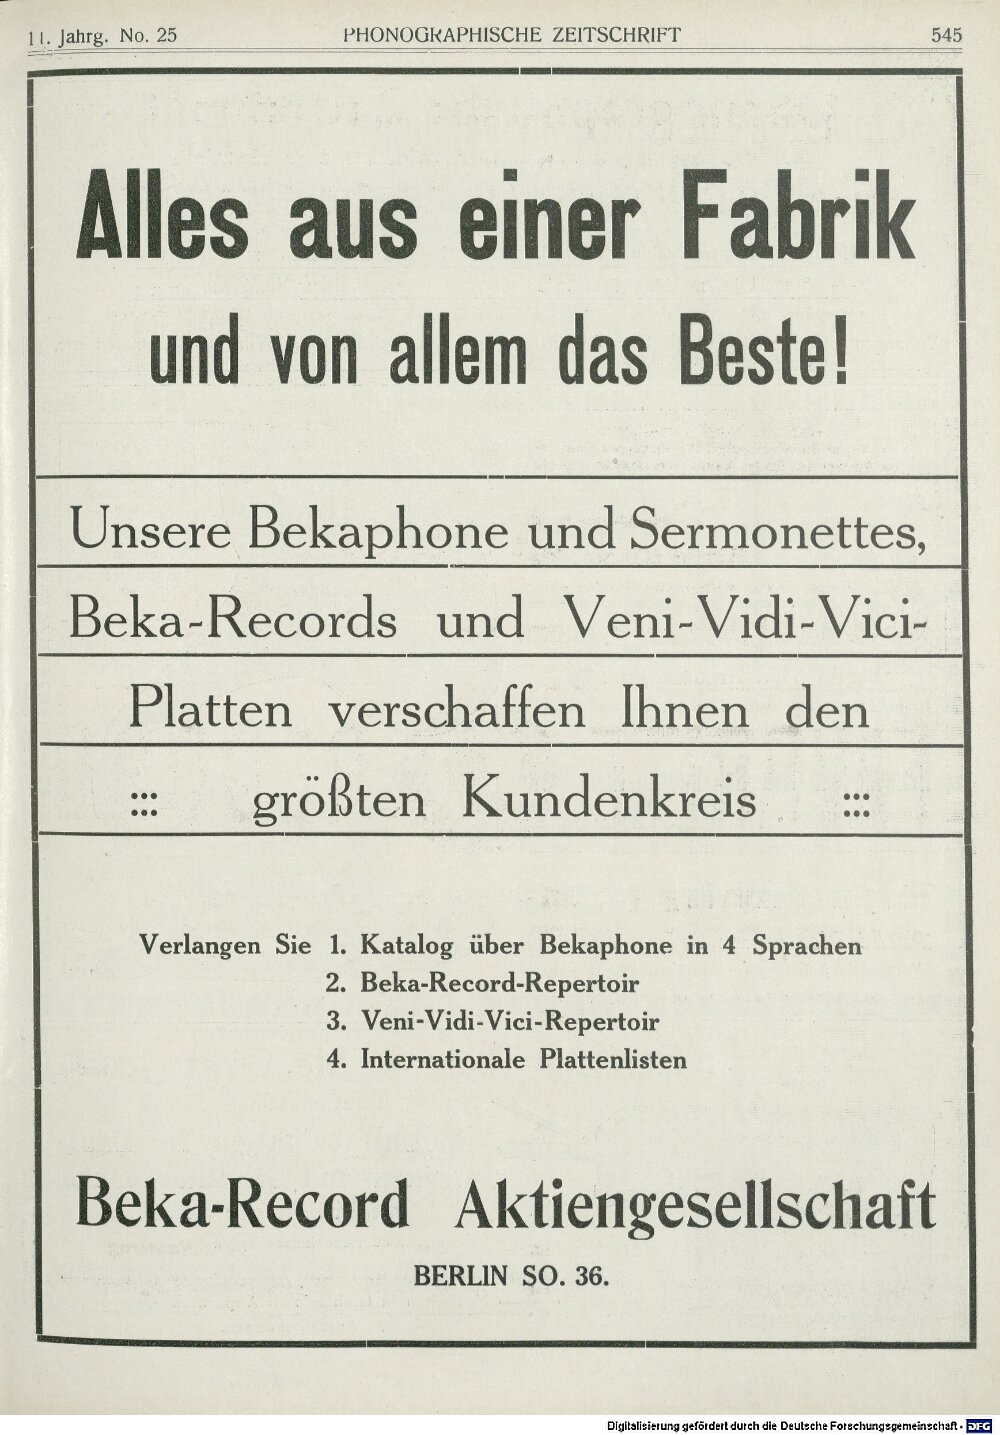 11. Jahrg. No. 25 PHONOGRAPHISCHE ZEITSCHRIFT 545
Alles aus einer Fabrik
und von allem das Beste!
Unsere Bekaphone und Sermonettes,
Beka-Records und Veni-Vidi-Vici-
Platten verschaffen Ihnen den
::: größten Kundenkreis :::
Verlangen Sie 1. Katalog über Bekaphone in 4 Sprachen
2. Beka-Record-Repertoir
3. Veni-Vidi-Vici-Repertoir
4. Internationale Plattenlisten
Beka-Record Aktiengesellschaft
BERLIN SO. 36.
Digitalisierung gefördert durch die Deutsche Forschungsgemeinschaft - DFG